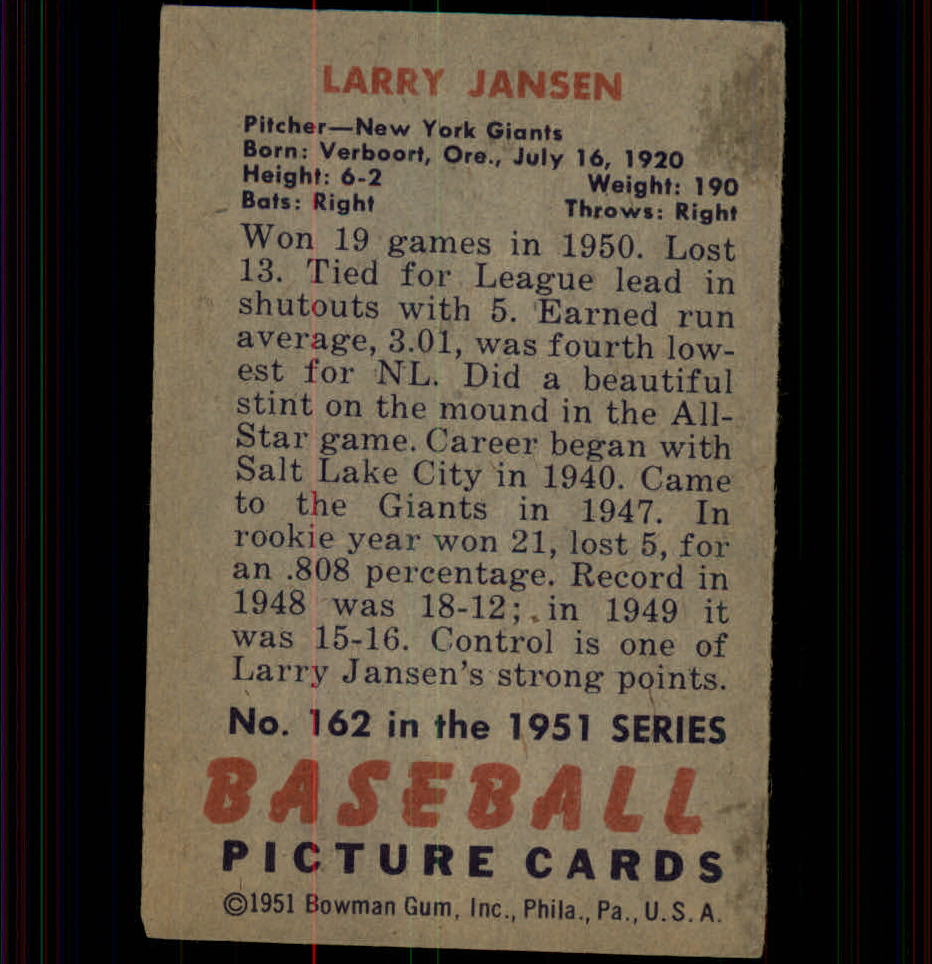 LARRY JANSEN
Pitcher—New York Giants
Born: Verboort, Ore., July 16, 1920
Height: 6-2 Weight: 190
Bats: Right Throws: Right
Won 19 games in 1950. Lost
13. Tied for League lead in
shutouts with 5. Earned run
average, 3.01, was fourth low-
est for NL. Did a beautiful
stint on the mound in the All-
Star game. Career began with
Salt Lake City in 1940. Came
to the Giants in 1947. In
rookie year won 21, lost 5, for
an .808 percentage. Record in
1948 was 18-12; in 1949 it
was 15-16. Control is one of
Larry Jansen's strong points.
No. 162 in the 1951 SERIES
BASEBALL
PICTURE CARDS
©1951 Bowman Gum, Inc., Phila., Pa., U.S.A.